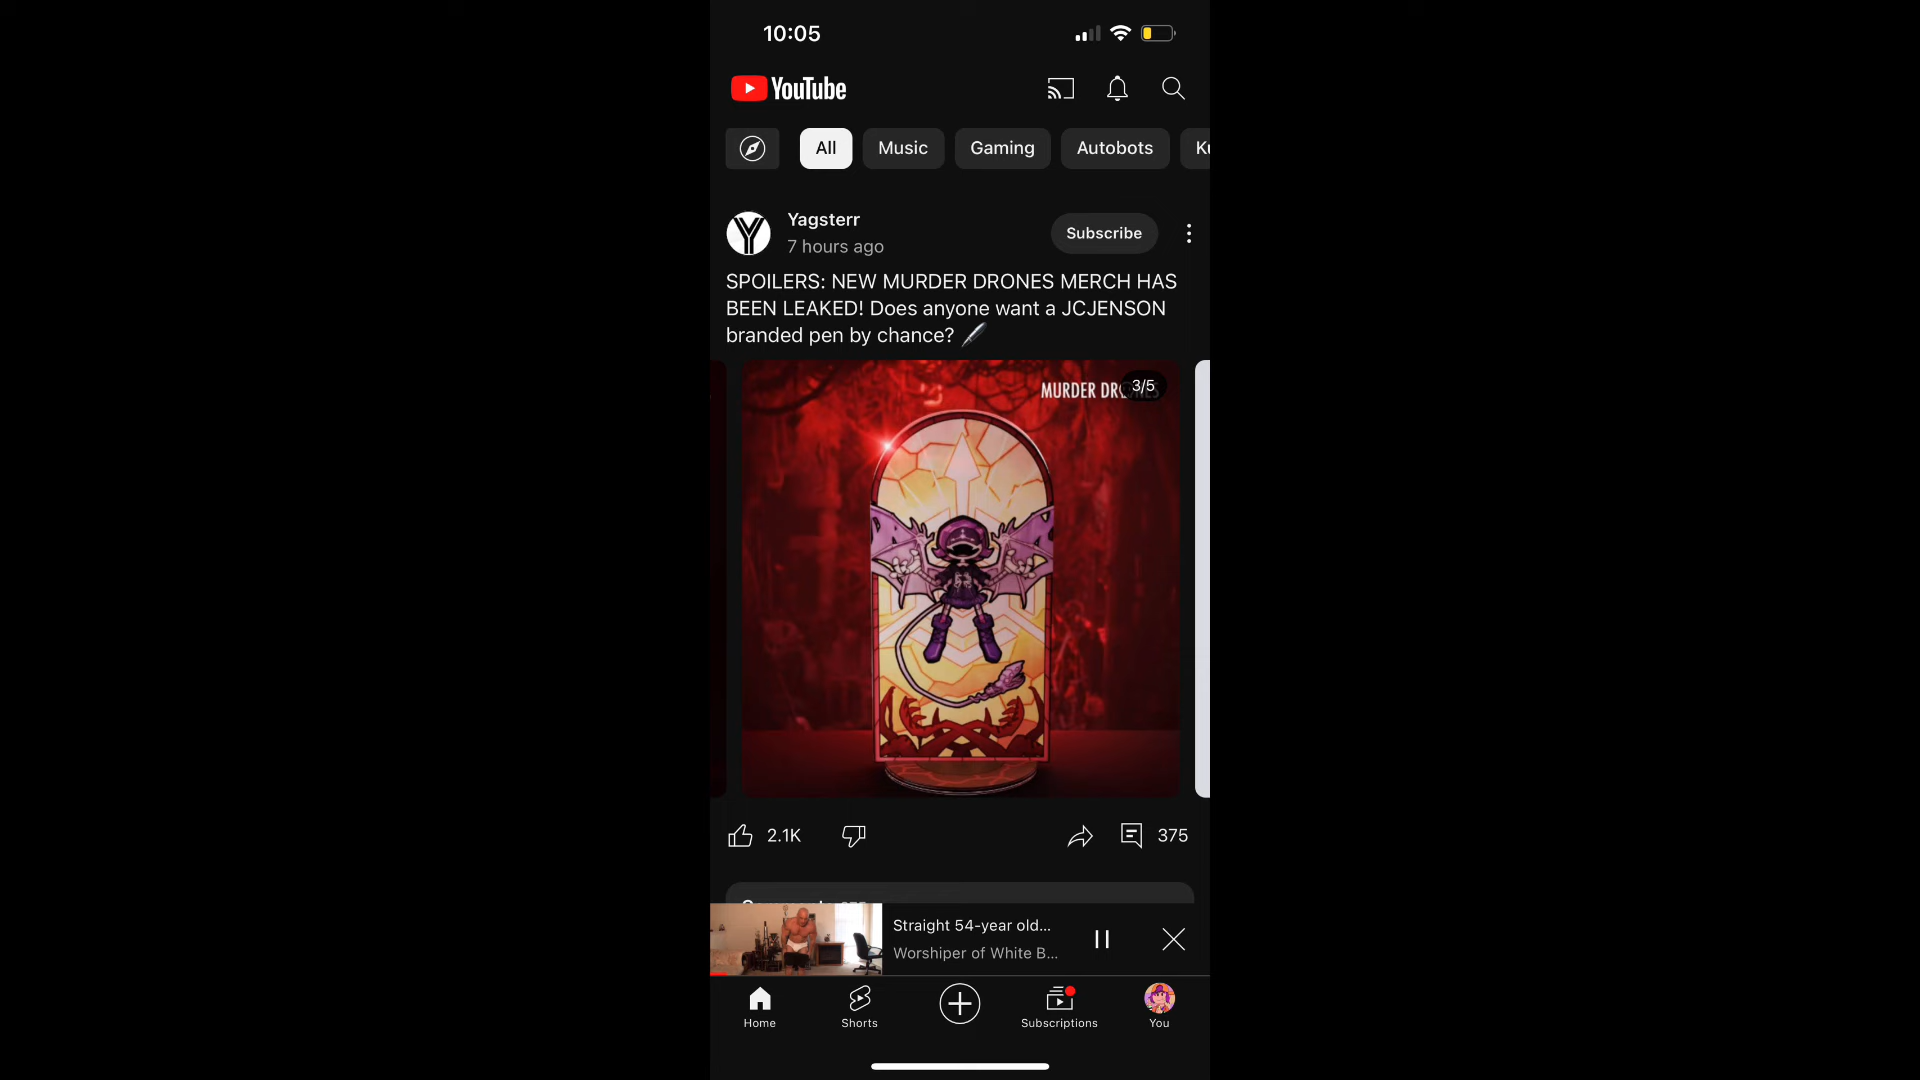 10:05
YouTube
All
Music
Gaming
Autobots
Yagsterr
7 hours ago
Subscribe
SPOILERS: NEW MURDER DRONES MERCH HAS
BEEN LEAKED! Does anyone want a JCJENSON
branded pen by chance?
MURDER DRONES
3/5
2.1K
375
Straight 54-year old...
Worshiper of White B...
Home
Shorts
Subscriptions
You